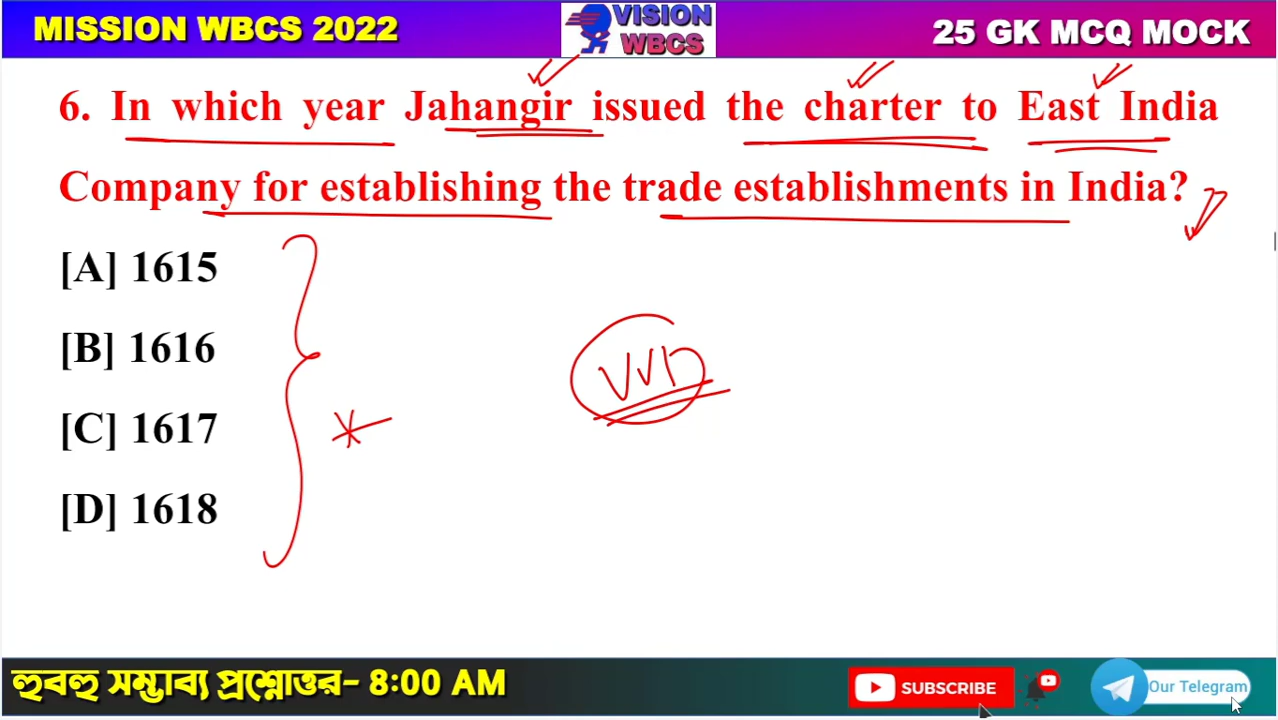 MISSION WBCS 2022
VISION
WBCS
25 GK MCQ MOCK
6. In which year Jahangir issued the charter to East India
Company for establishing the trade establishments in India?
[A] 1615
[B] 1616
[C] 1617
[D] 1618
হুবহু সম্ভাব্য প্রশ্নোত্তর- 8:00 AM
SUBSCRIBE
Our Telegram